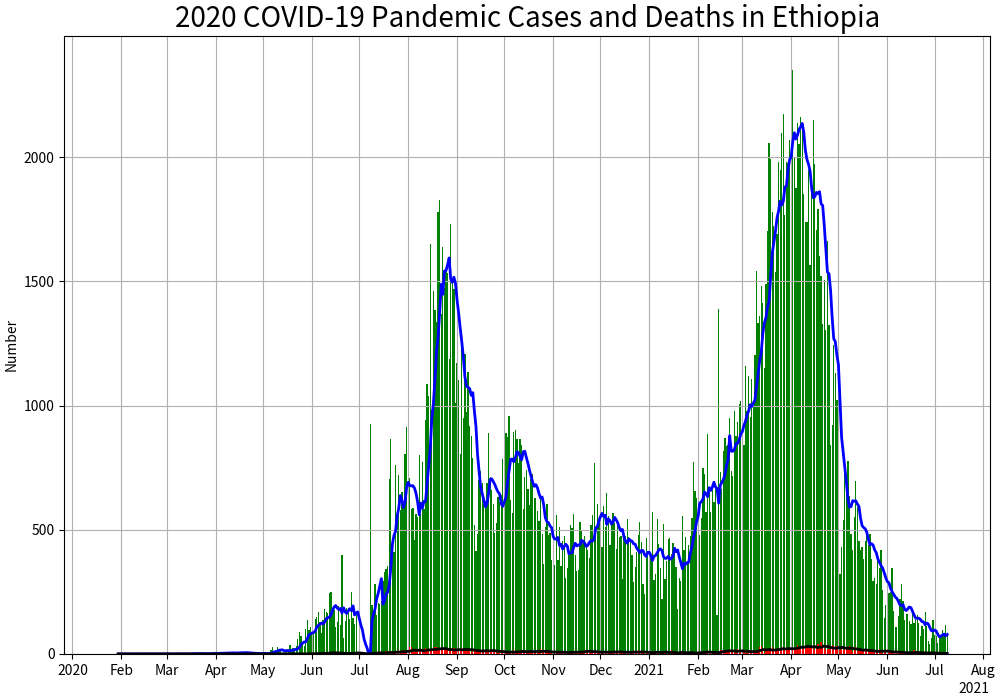 2020 COVID-19 Pandemic Cases and Deaths in Ethiopia
Number
2000
1500
1000
500
0
2020 Feb Mar Apr May Jun Jul Aug Sep Oct Nov Dec 2021 Feb Mar Apr May Jun Jul Aug
2021